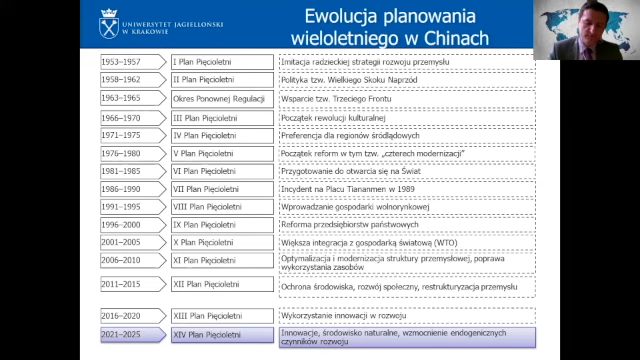 UNIWERSYTET JAGIELLOŃSKI
W KRAKOWIE
Ewolucja planowania
wieloletniego w Chinach
1953–1957 I Plan Pięcioletni Imitacja radzieckiej strategii rozwoju przemysłu
1958–1962 II Plan Pięcioletni Polityka tzw. Wielkiego Skoku Naprzód
1963–1965 Okres Ponownej Regulacji Wsparcie tzw. Trzeciego Frontu
1966–1970 III Plan Pięcioletni Początek rewolucji kulturalnej
1971–1975 IV Plan Pięcioletni Preferencja dla regionów śródlądowych
1976–1980 V Plan Pięcioletni Początek reform w tym tzw. „czterech modernizacji”
1981–1985 VI Plan Pięcioletni Przygotowanie do otwarcia się na Świat
1986–1990 VII Plan Pięcioletni Incydent na Placu Tiananmen w 1989
1991–1995 VIII Plan Pięcioletni Wprowadzanie gospodarki wolnorynkowej
1996–2000 IX Plan Pięcioletni Reforma przedsiębiorstw państwowych
2001–2005 X Plan Pięcioletni Większa integracja z gospodarką światową (WTO)
2006–2010 XI Plan Pięcioletni Optymalizacja i modernizacja struktury przemysłowej, poprawa
wykorzystania zasobów
2011–2015 XII Plan Pięcioletni Ochrona środowiska, rozwój społeczny, restrukturyzacja przemysłu
2016–2020 XIII Plan Pięcioletni Wykorzystanie innowacji w rozwoju
2021–2025 XIV Plan Pięcioletni Innowacje, środowisko naturalne, wzmocnienie endogenicznych
czynników rozwoju